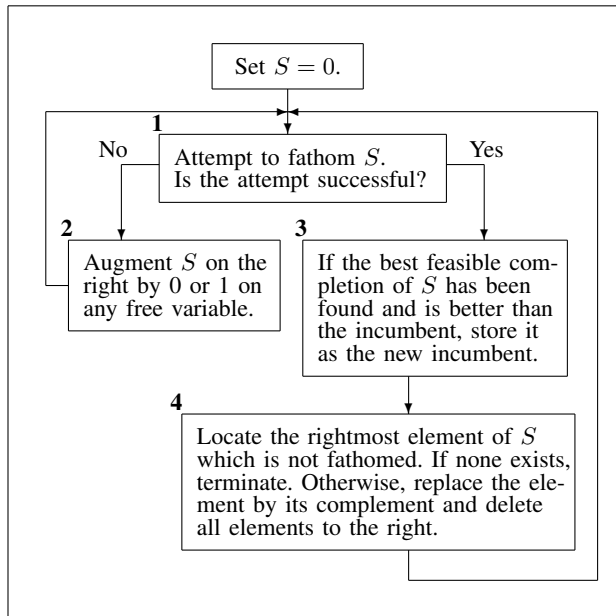 Set S = 0.
1
No
Yes
Attempt to fathom S.
Is the attempt successful?
2
Augment S on the
right by 0 or 1 on
any free variable.
3
If the best feasible com-
pletion of S has been
found and is better than
the incumbent, store it
as the new incumbent.
4
Locate the rightmost element of S
which is not fathomed. If none exists,
terminate. Otherwise, replace the ele-
ment by its complement and delete
all elements to the right.